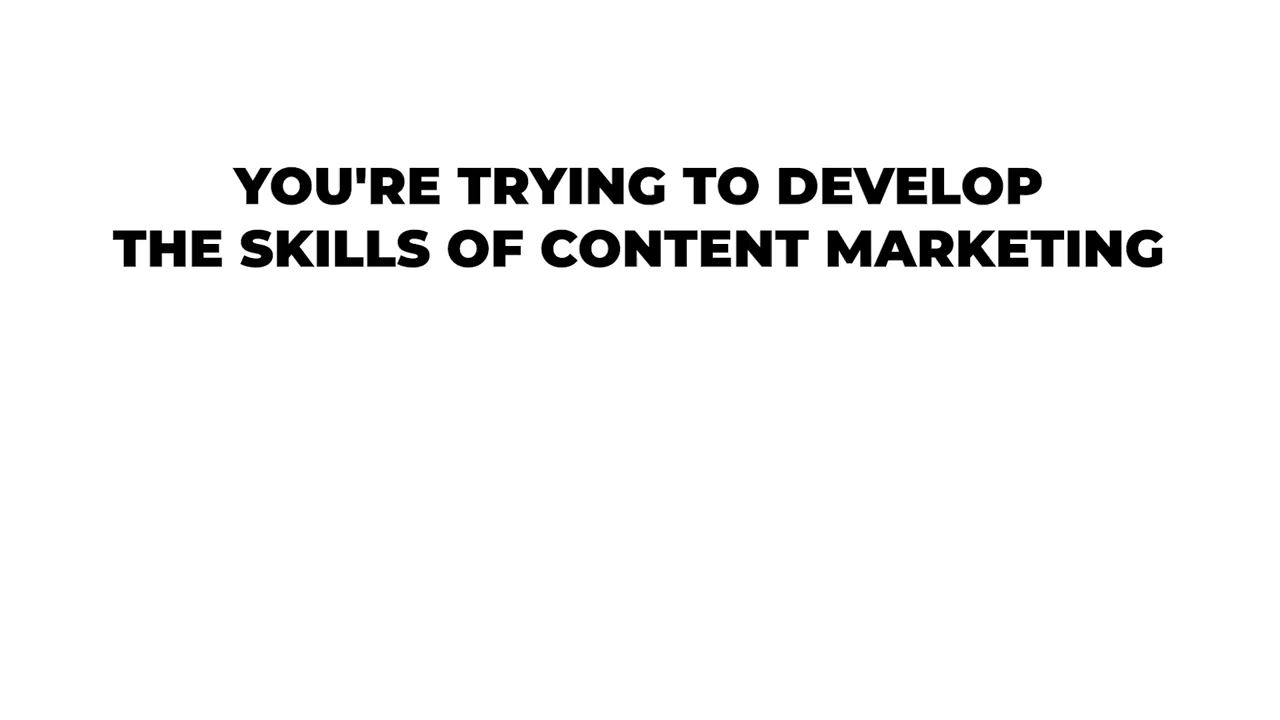 YOU'RE TRYING TO DEVELOP
THE SKILLS OF CONTENT MARKETING